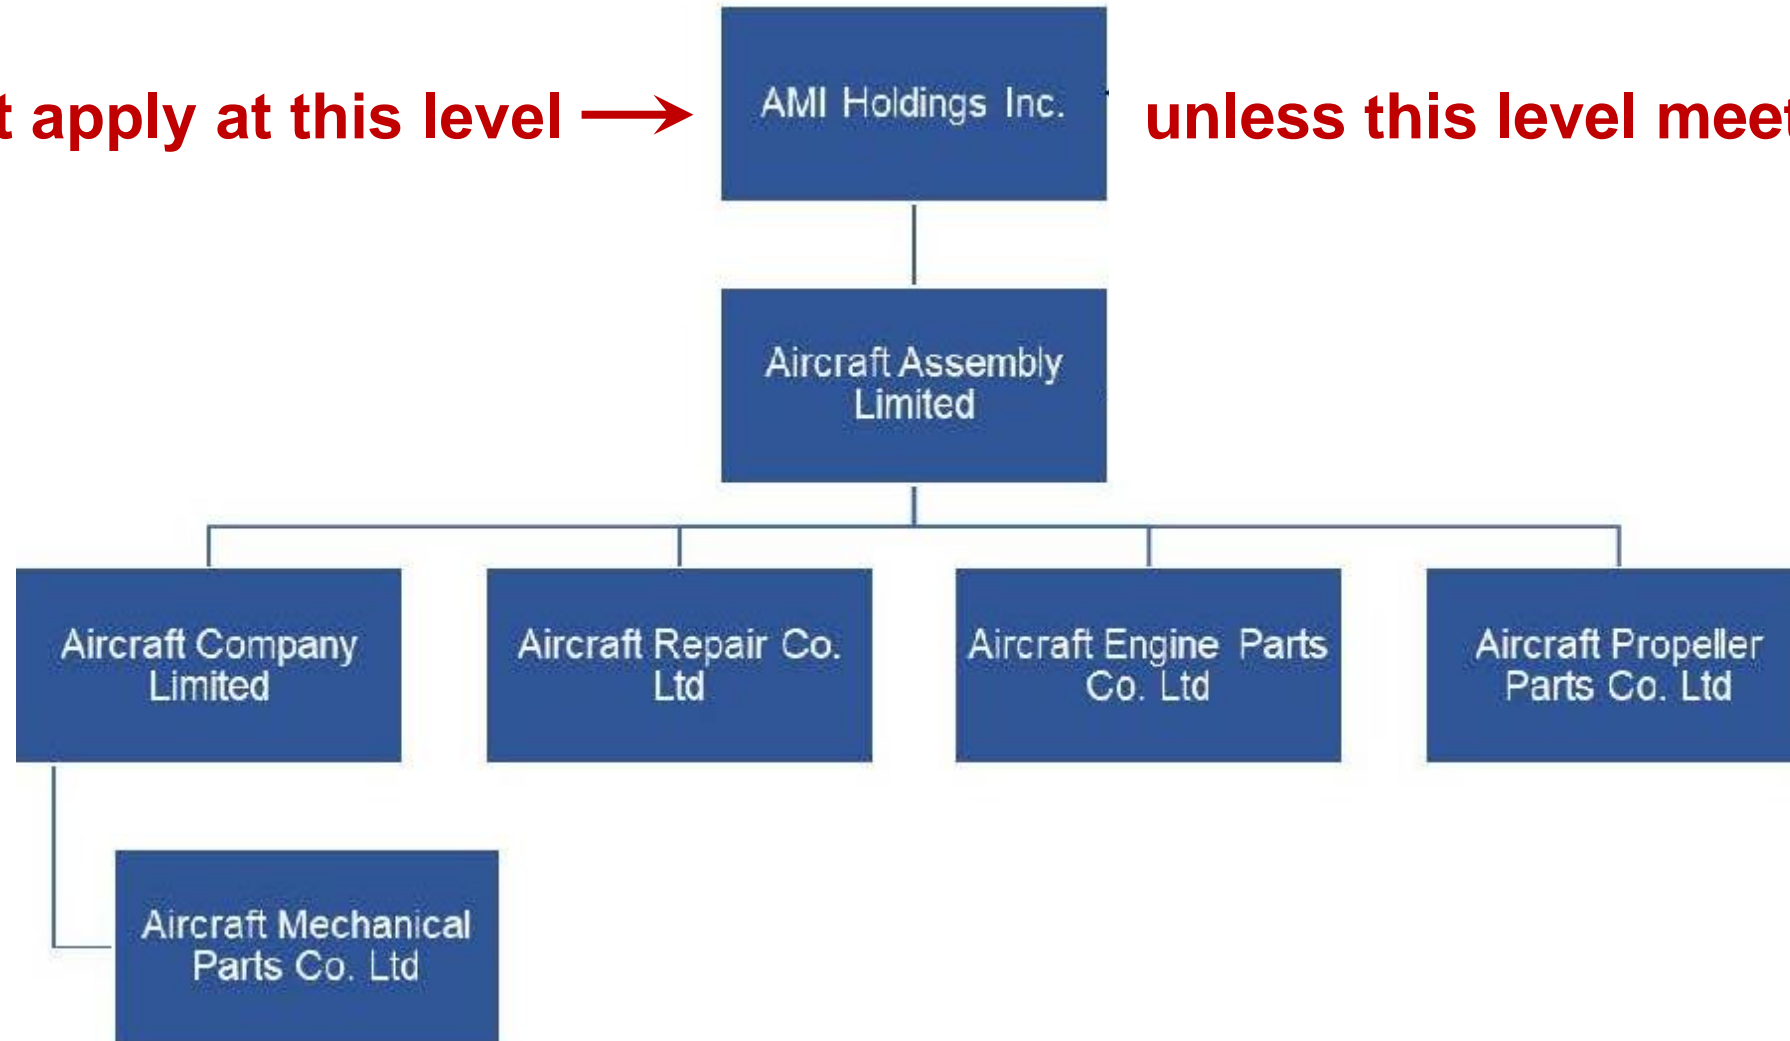 t apply at this level
AMI Holdings Inc.
unless this level meet
Aircraft Assembly
Limited
Aircraft Company
Limited
Aircraft Repair Co.
Ltd
Aircraft Engine Parts
Co. Ltd
Aircraft Propeller
Parts Co. Ltd
Aircraft Mechanical
Parts Co. Ltd